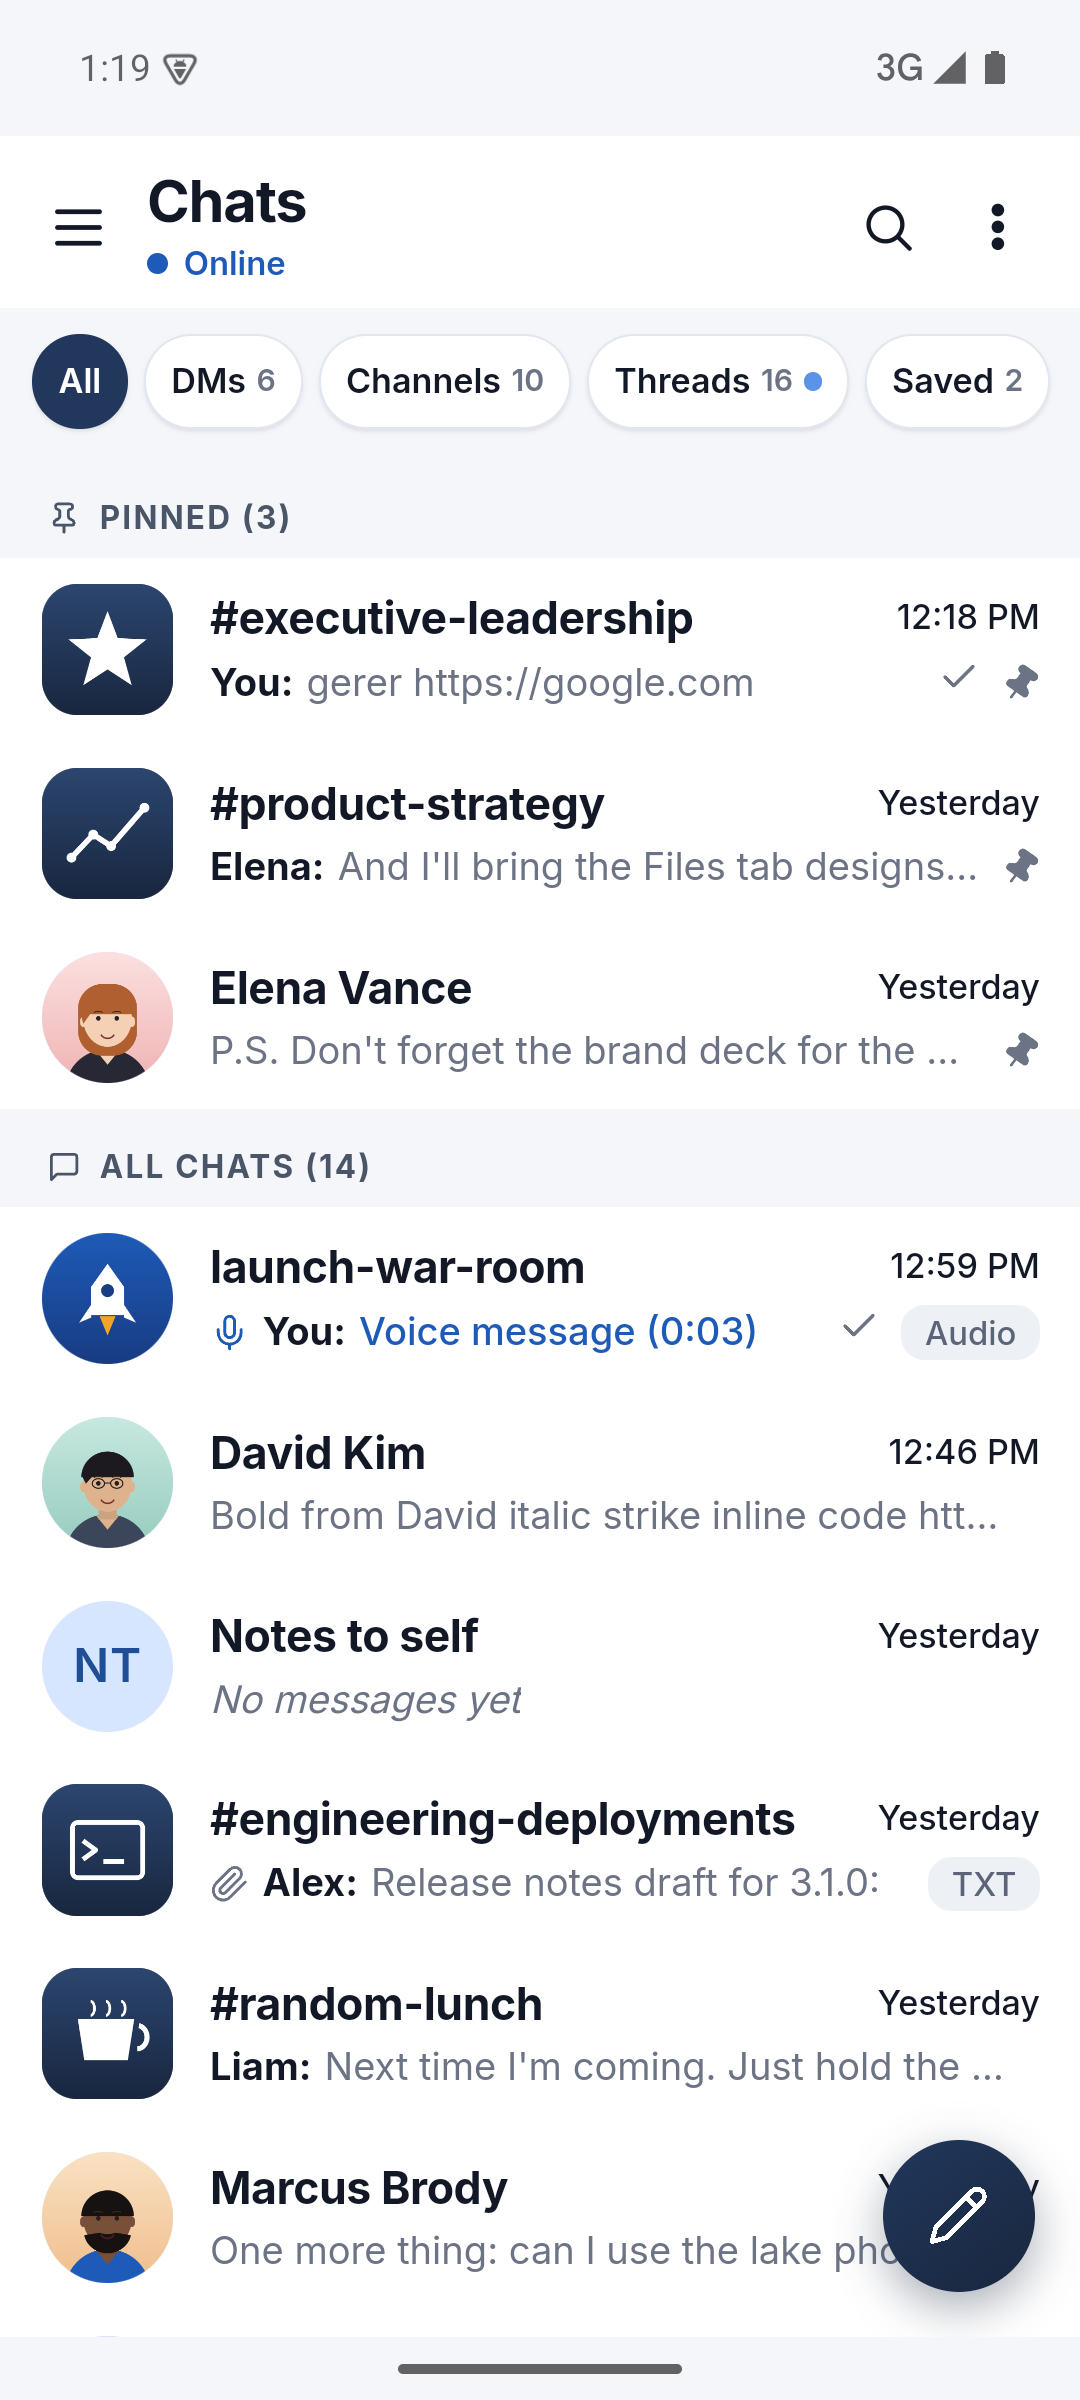 1:19
3G
Chats
Online
All
DMs 6
Channels 10
Threads 16
Saved 2
PINNED (3)
#executive-leadership 12:18 PM
You: gerer https://google.com
#product-strategy Yesterday
Elena: And I'll bring the Files tab designs...
Elena Vance Yesterday
P.S. Don't forget the brand deck for the ...
ALL CHATS (14)
launch-war-room 12:59 PM
You: Voice message (0:03) Audio
David Kim 12:46 PM
Bold from David italic strike inline code htt...
NT
Notes to self Yesterday
No messages yet
#engineering-deployments Yesterday
Alex: Release notes draft for 3.1.0: TXT
#random-lunch Yesterday
Liam: Next time I'm coming. Just hold the ...
Marcus Brody
One more thing: can I use the lake